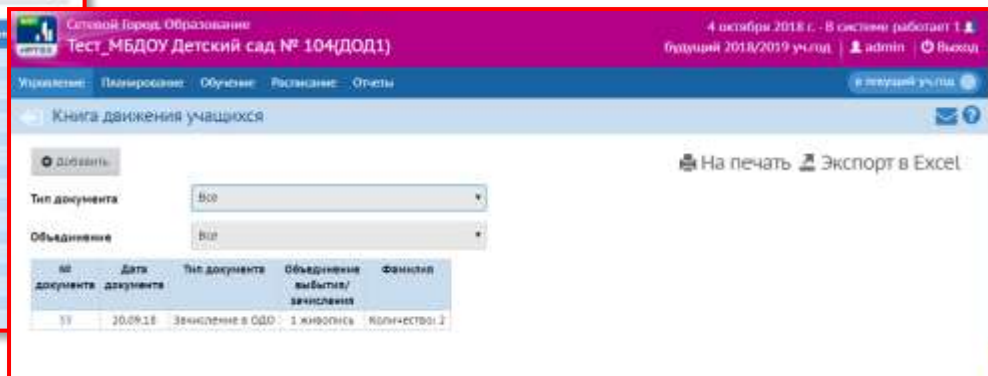 Сетевой Город. Образование
Тест_МБДОУ Детский сад № 104(ДОД1)
4 октября 2018 г. - В системе работает 1
будущий 2018/2019 уч.год | admin | Выход
Управление Планирование Обучение Расписание Отчеты
в текущий уч.год
Книга движения учащихся
Добавить
На печать Экспорт в Excel
Тип документа Все
Объединение Все
№ документа Дата документа Тип документа Объединение выбытия/зачисления Фамилия
20.09.18 Зачисление в ОДО 1 живопись Количество: 2